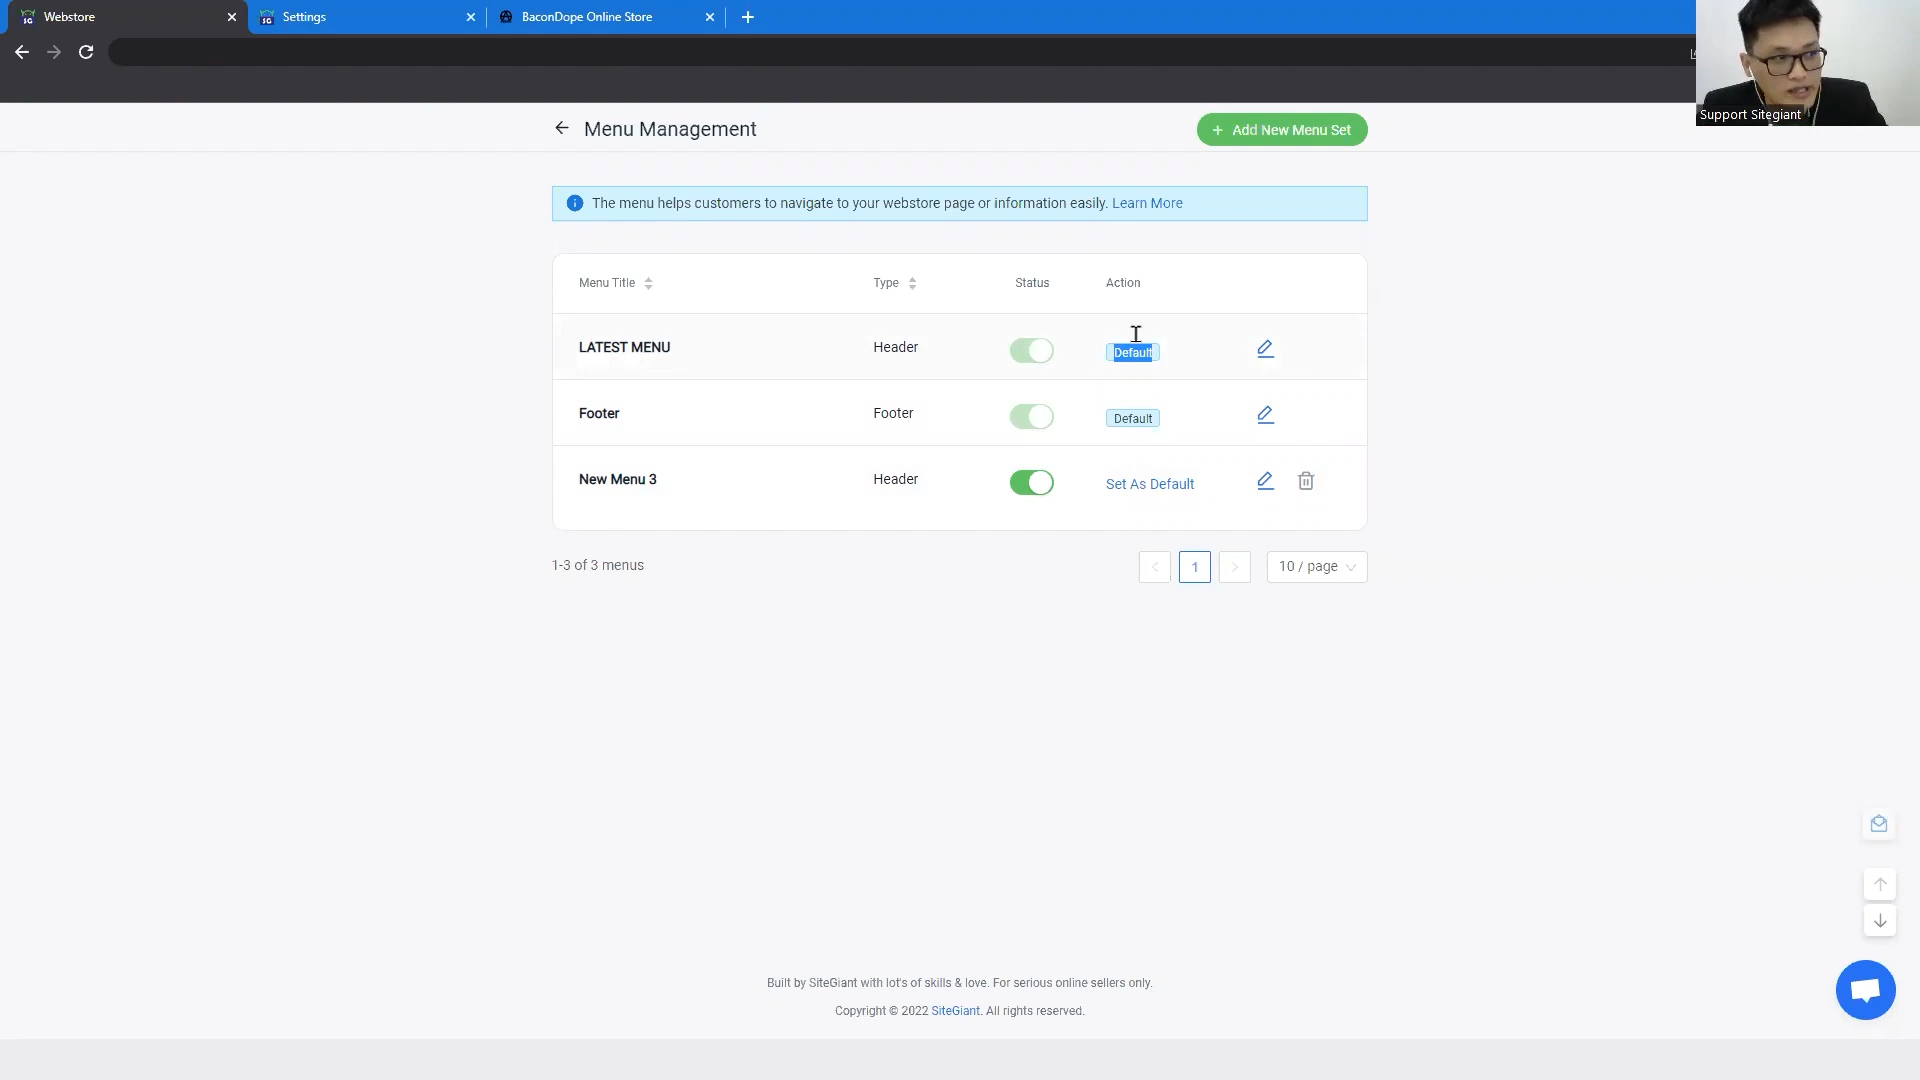 Webstore
Settings
BaconDope Online Store
Support Sitegiant
Menu Management
+ Add New Menu Set
The menu helps customers to navigate to your webstore page or information easily. Learn More
Menu Title Type Status Action
LATEST MENU Header Default
Footer Footer Default
New Menu 3 Header Set As Default
1-3 of 3 menus
< 1 > 10 / page
Built by SiteGiant with lot's of skills & love. For serious online sellers only.
Copyright © 2022 SiteGiant. All rights reserved.